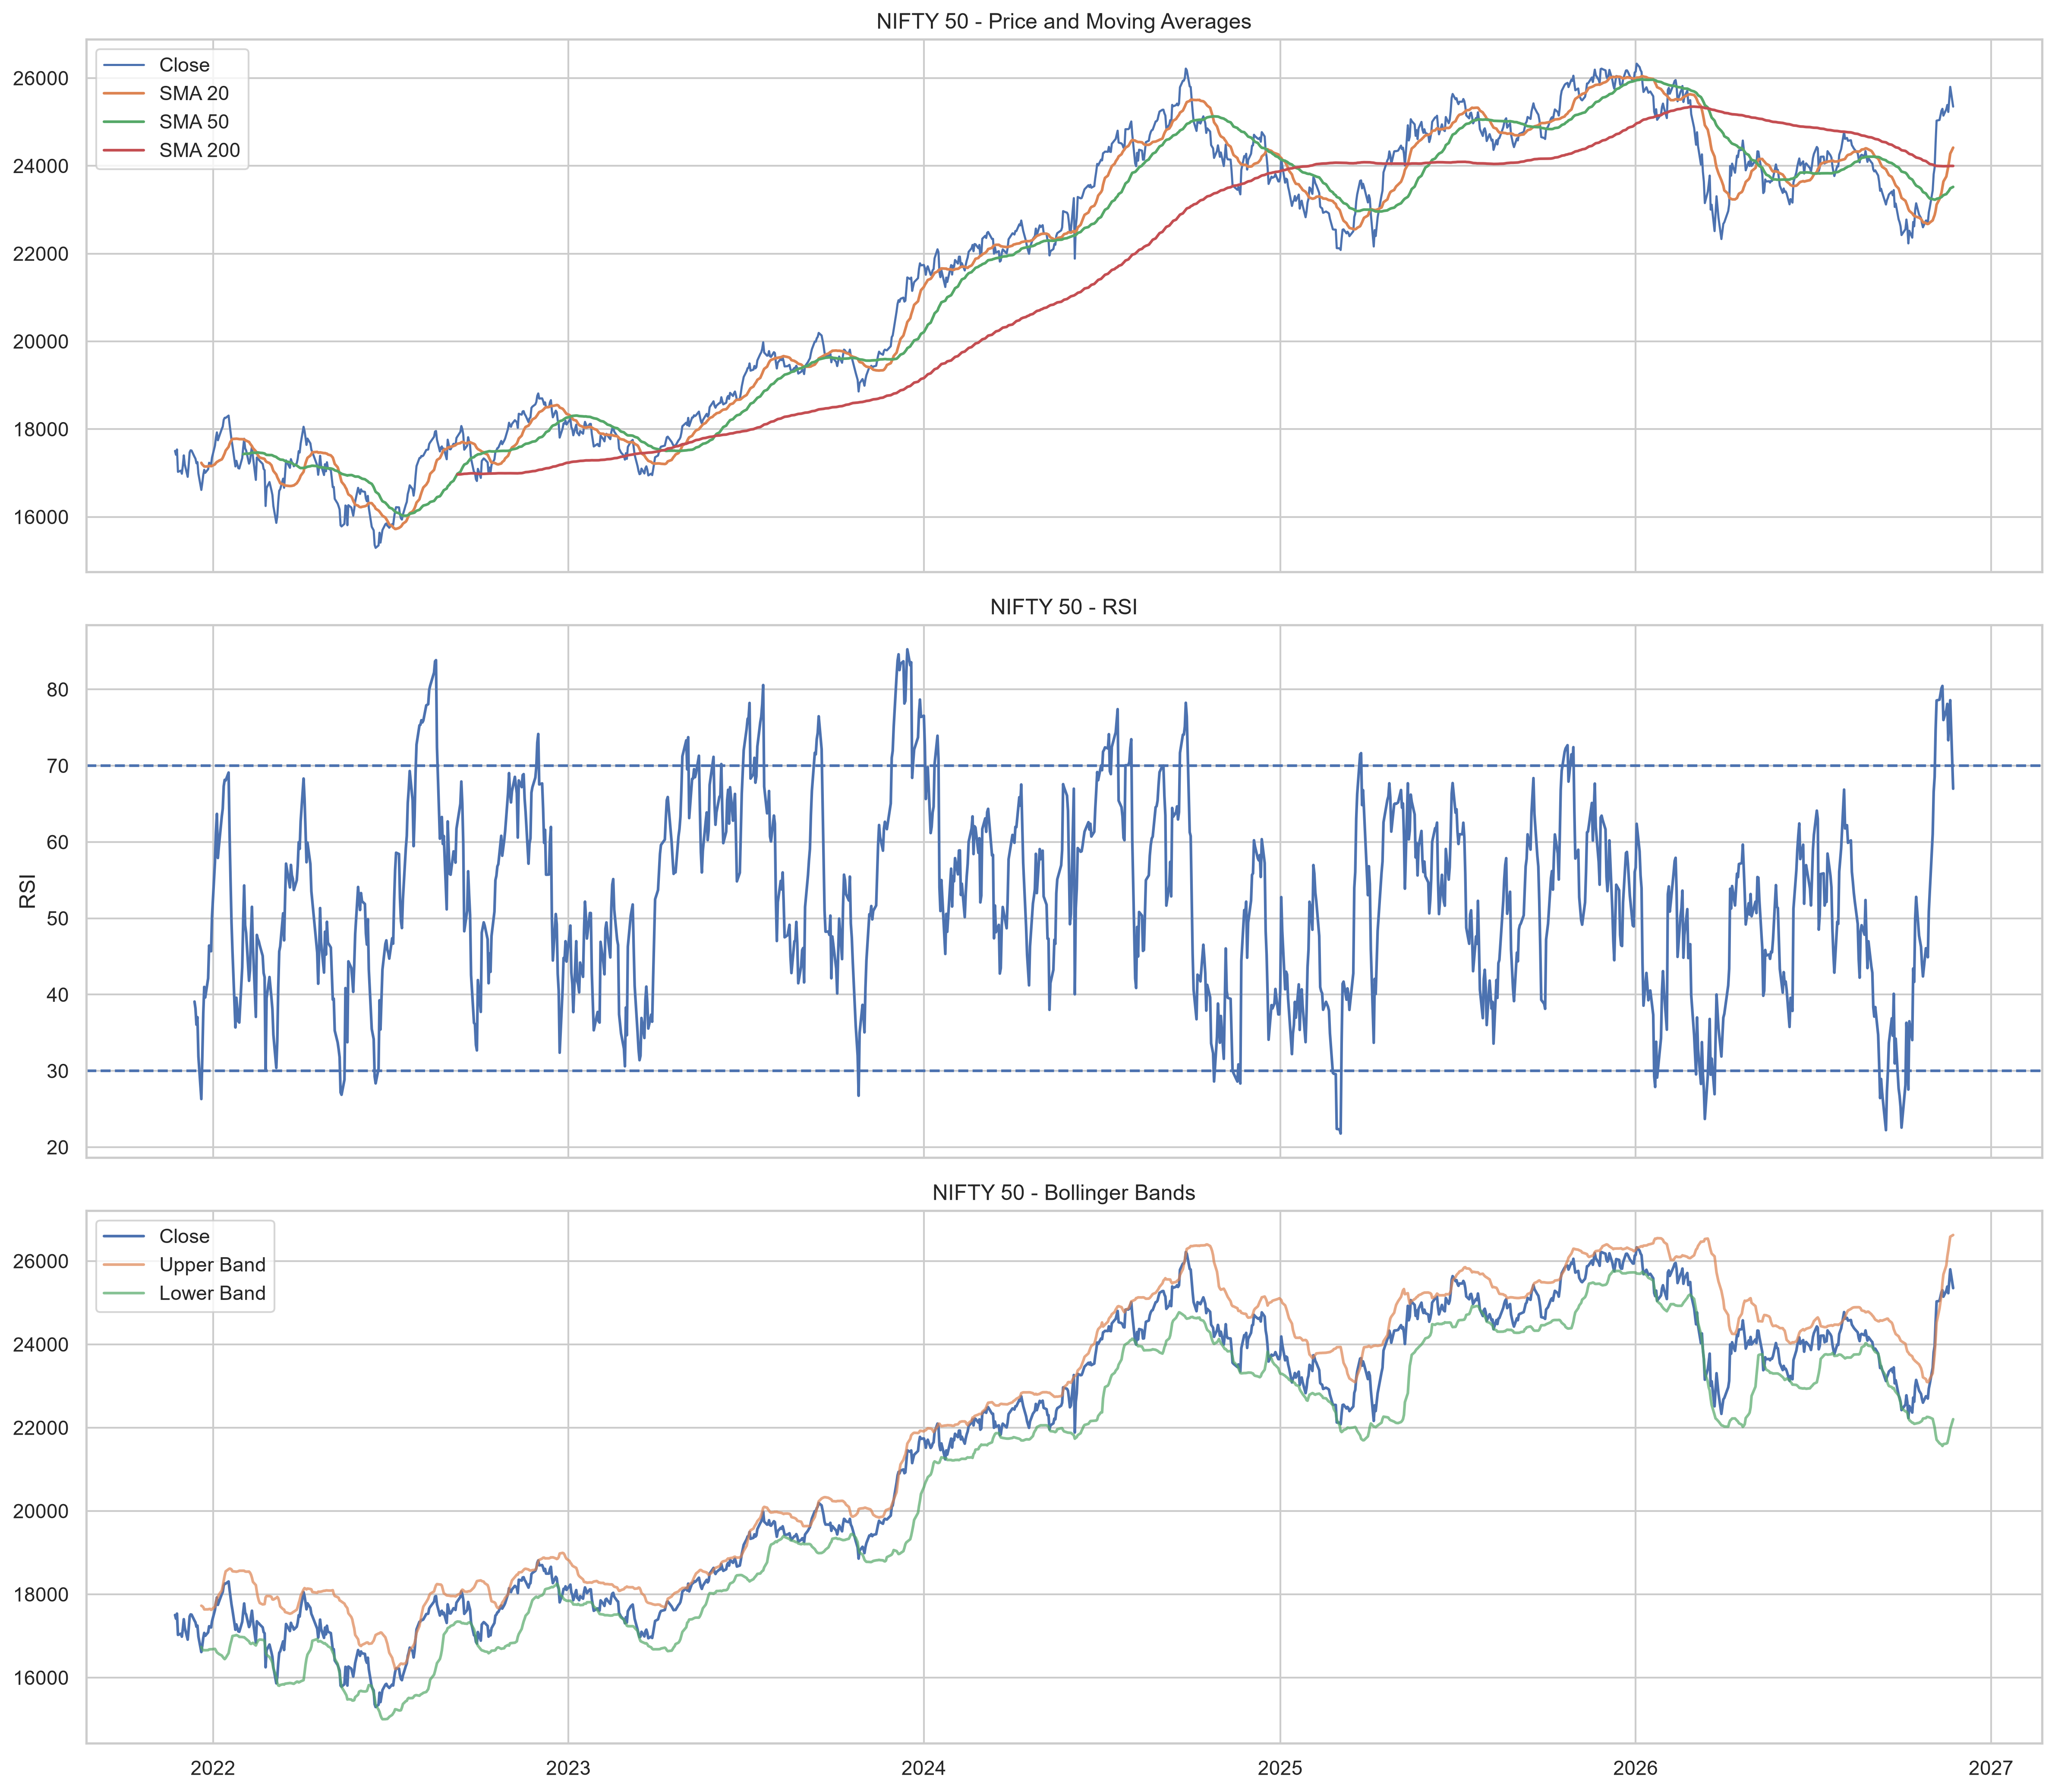 NIFTY 50 - Price and Moving Averages
Close
SMA 20
SMA 50
SMA 200
26000
24000
22000
20000
18000
16000
NIFTY 50 - RSI
RSI
80
70
60
50
40
30
20
NIFTY 50 - Bollinger Bands
Close
Upper Band
Lower Band
26000
24000
22000
20000
18000
16000
2022 2023 2024 2025 2026 2027